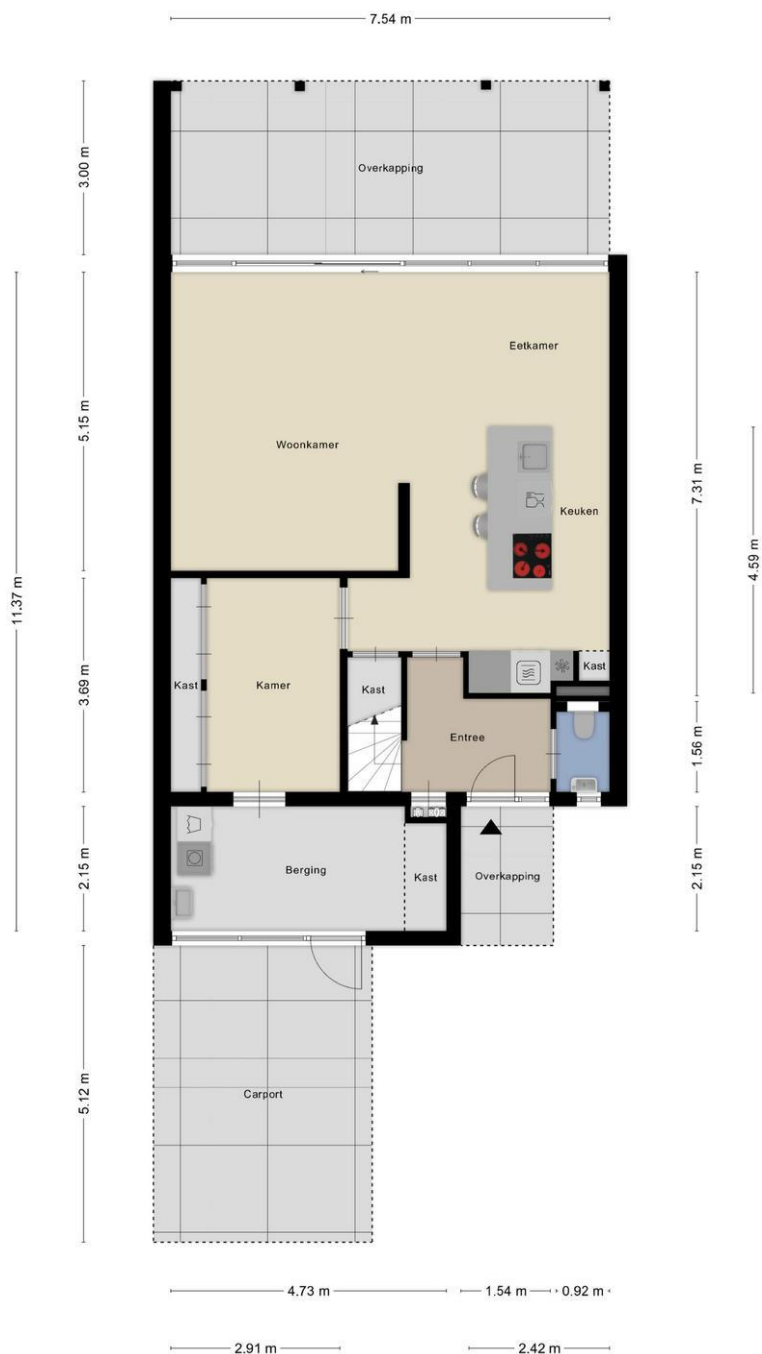 7.54 m
3.00 m
Overkapping
5.15 m
Eetkamer
Woonkamer
7.31 m
Keuken
4.59 m
11.37 m
3.69 m
Kast
Kamer
Kast
Kast
Entree
1.56 m
2.15 m
Berging
Kast
Overkapping
2.15 m
5.12 m
Carport
4.73 m
1.54 m
0.92 m
2.91 m
2.42 m